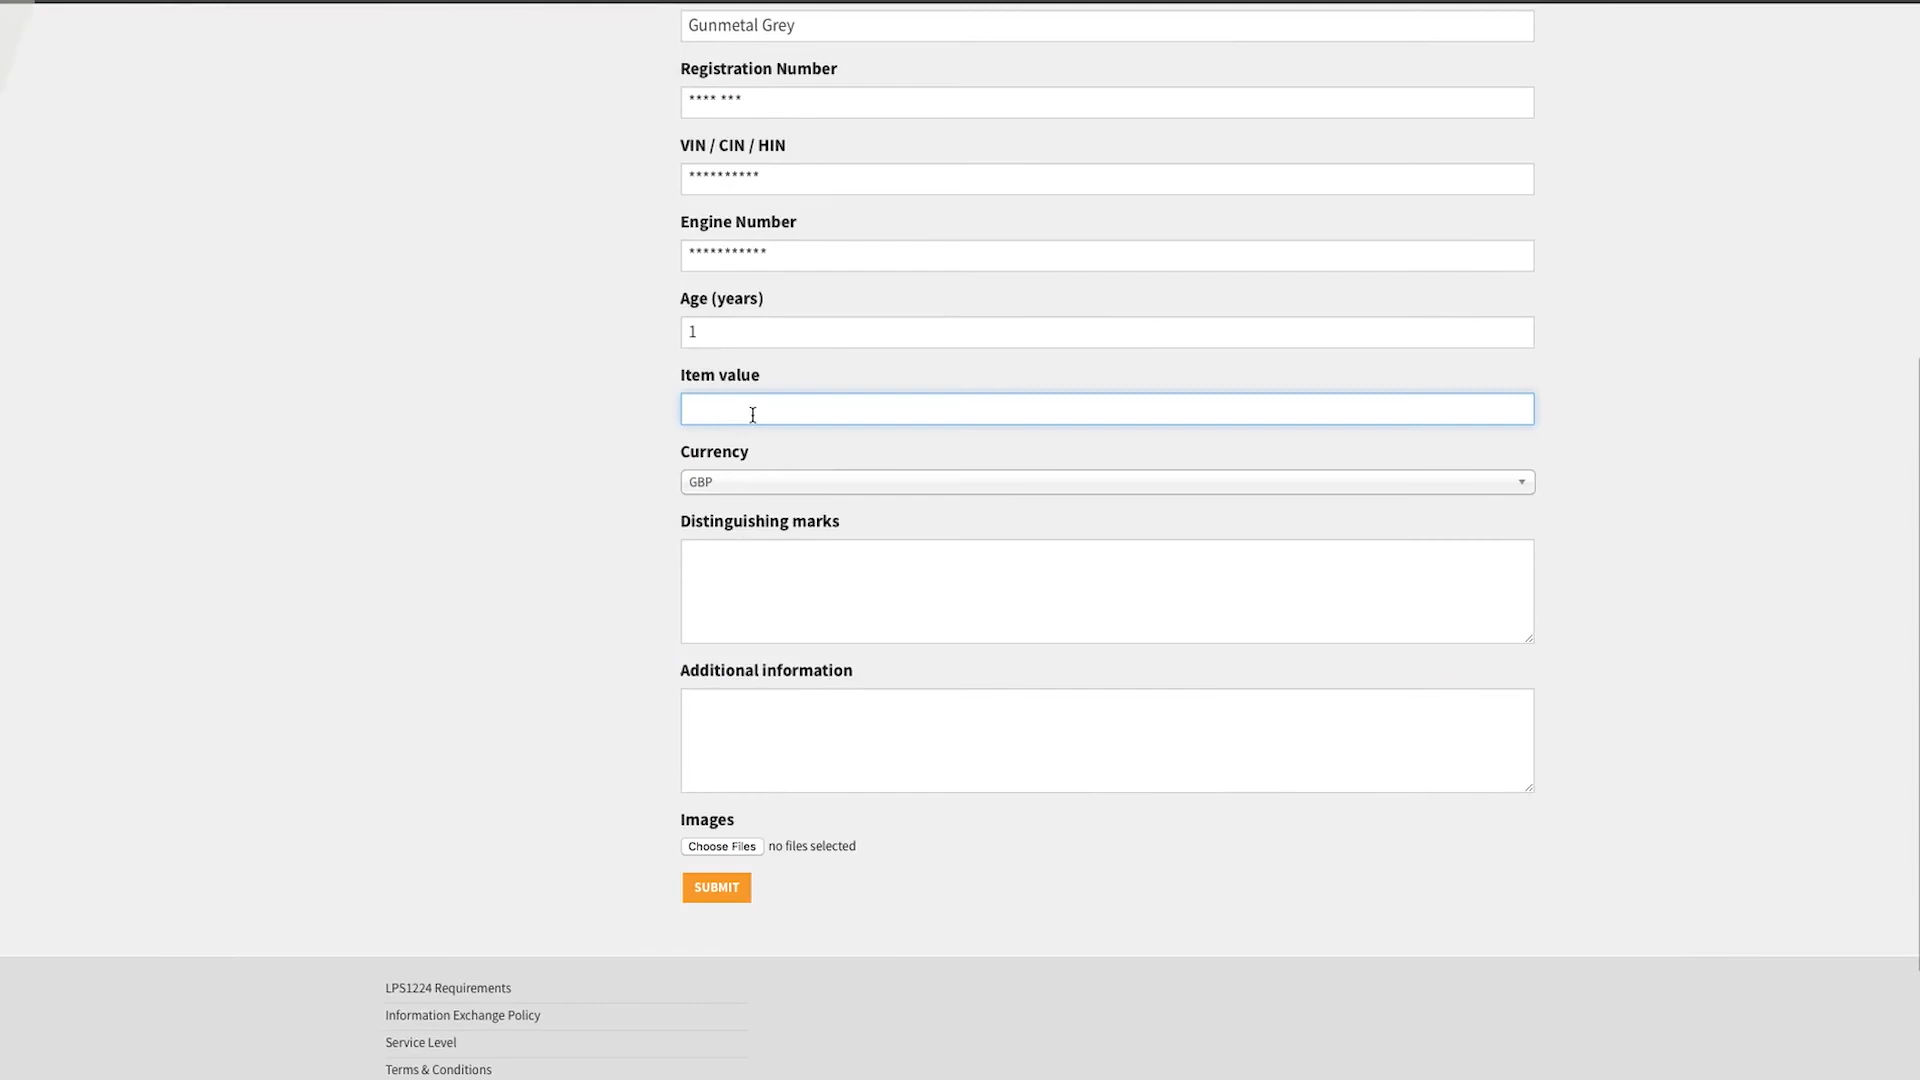 Gunmetal Grey
Registration Number
**** ***
VIN / CIN / HIN
**********
Engine Number
***********
Age (years)
1
Item value
Currency
GBP
Distinguishing marks
Additional information
Images
Choose Files no files selected
SUBMIT
LPS1224 Requirements
Information Exchange Policy
Service Level
Terms & Conditions